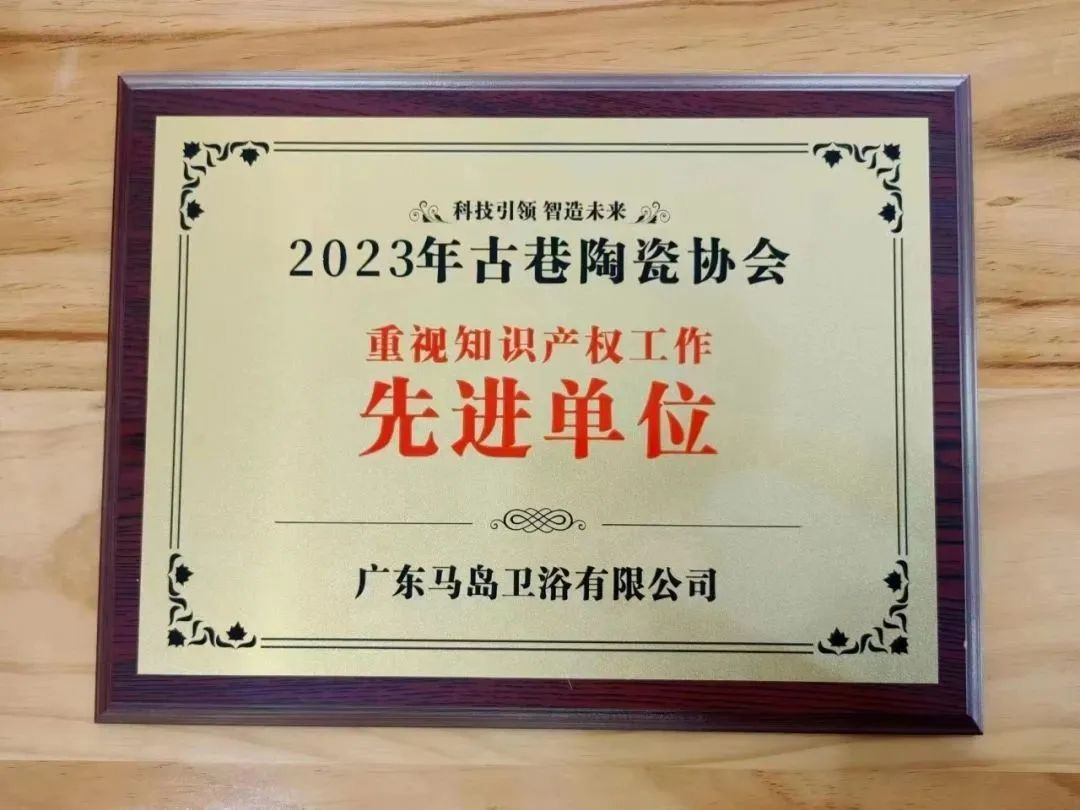 科技引领 智造未来
2023年古巷陶瓷协会
重视知识产权工作
先进单位
广东马岛卫浴有限公司